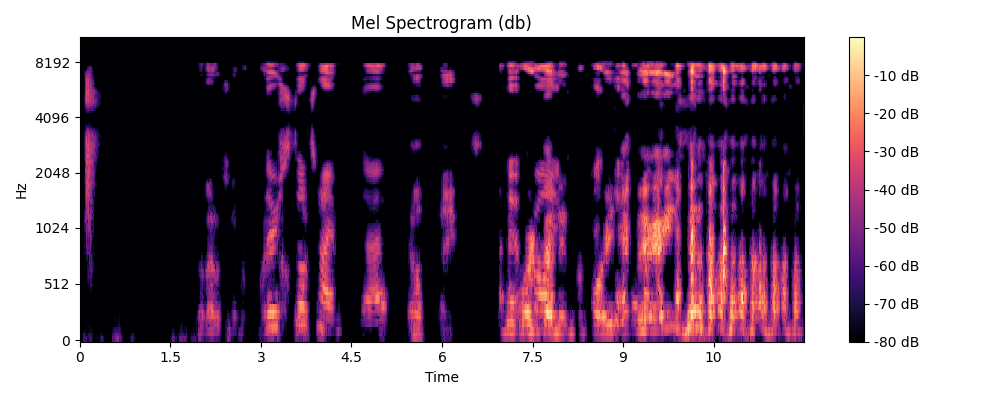 Mel Spectrogram (db)
Hz
8192
4096
2048
1024
512
0
0 1.5 3 4.5 6 7.5 9 10
Time
-10 dB
-20 dB
-30 dB
-40 dB
-50 dB
-60 dB
-70 dB
-80 dB